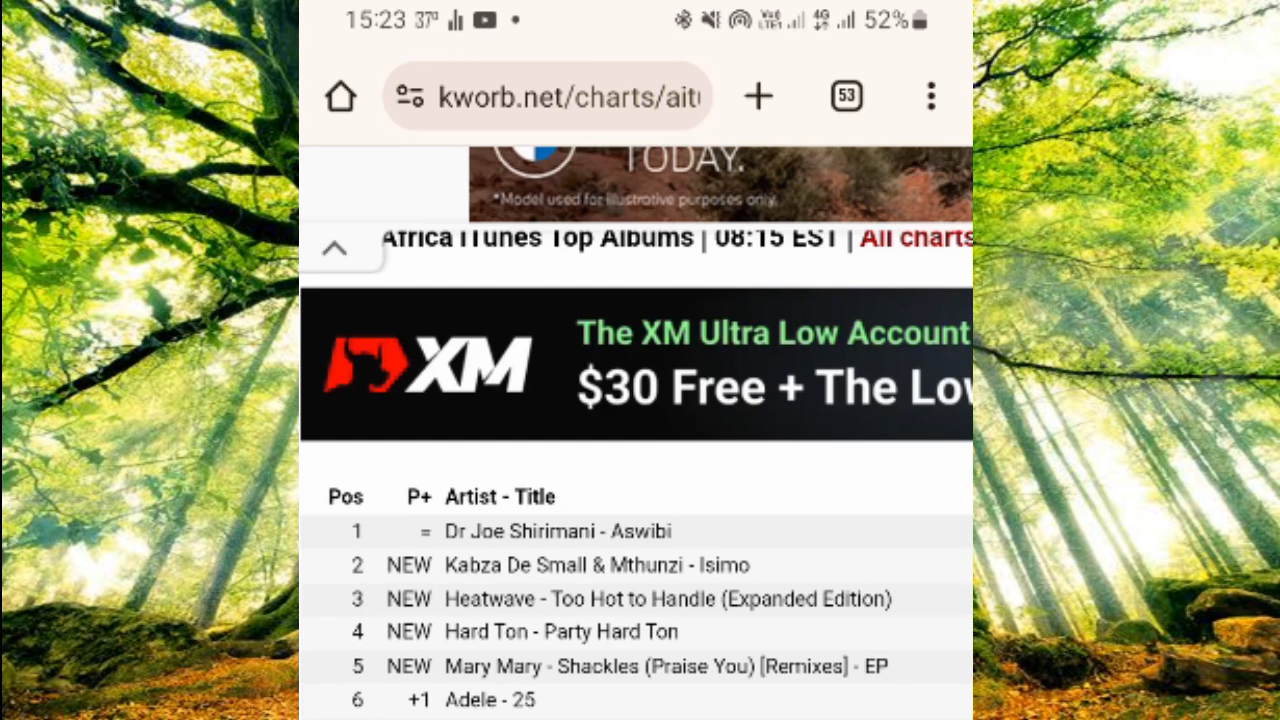 15:23 37° 52%
kworb.net/charts/ait
53
TODAY.
*Model used for illustrative purposes only.
Africa iTunes Top Albums | 08:15 EST | All charts
XM
The XM Ultra Low Account
$30 Free + The Low
Pos P+ Artist - Title
1 = Dr Joe Shirimani - Aswibi
2 NEW Kabza De Small & Mthunzi - Isimo
3 NEW Heatwave - Too Hot to Handle (Expanded Edition)
4 NEW Hard Ton - Party Hard Ton
5 NEW Mary Mary - Shackles (Praise You) [Remixes] - EP
6 +1 Adele - 25